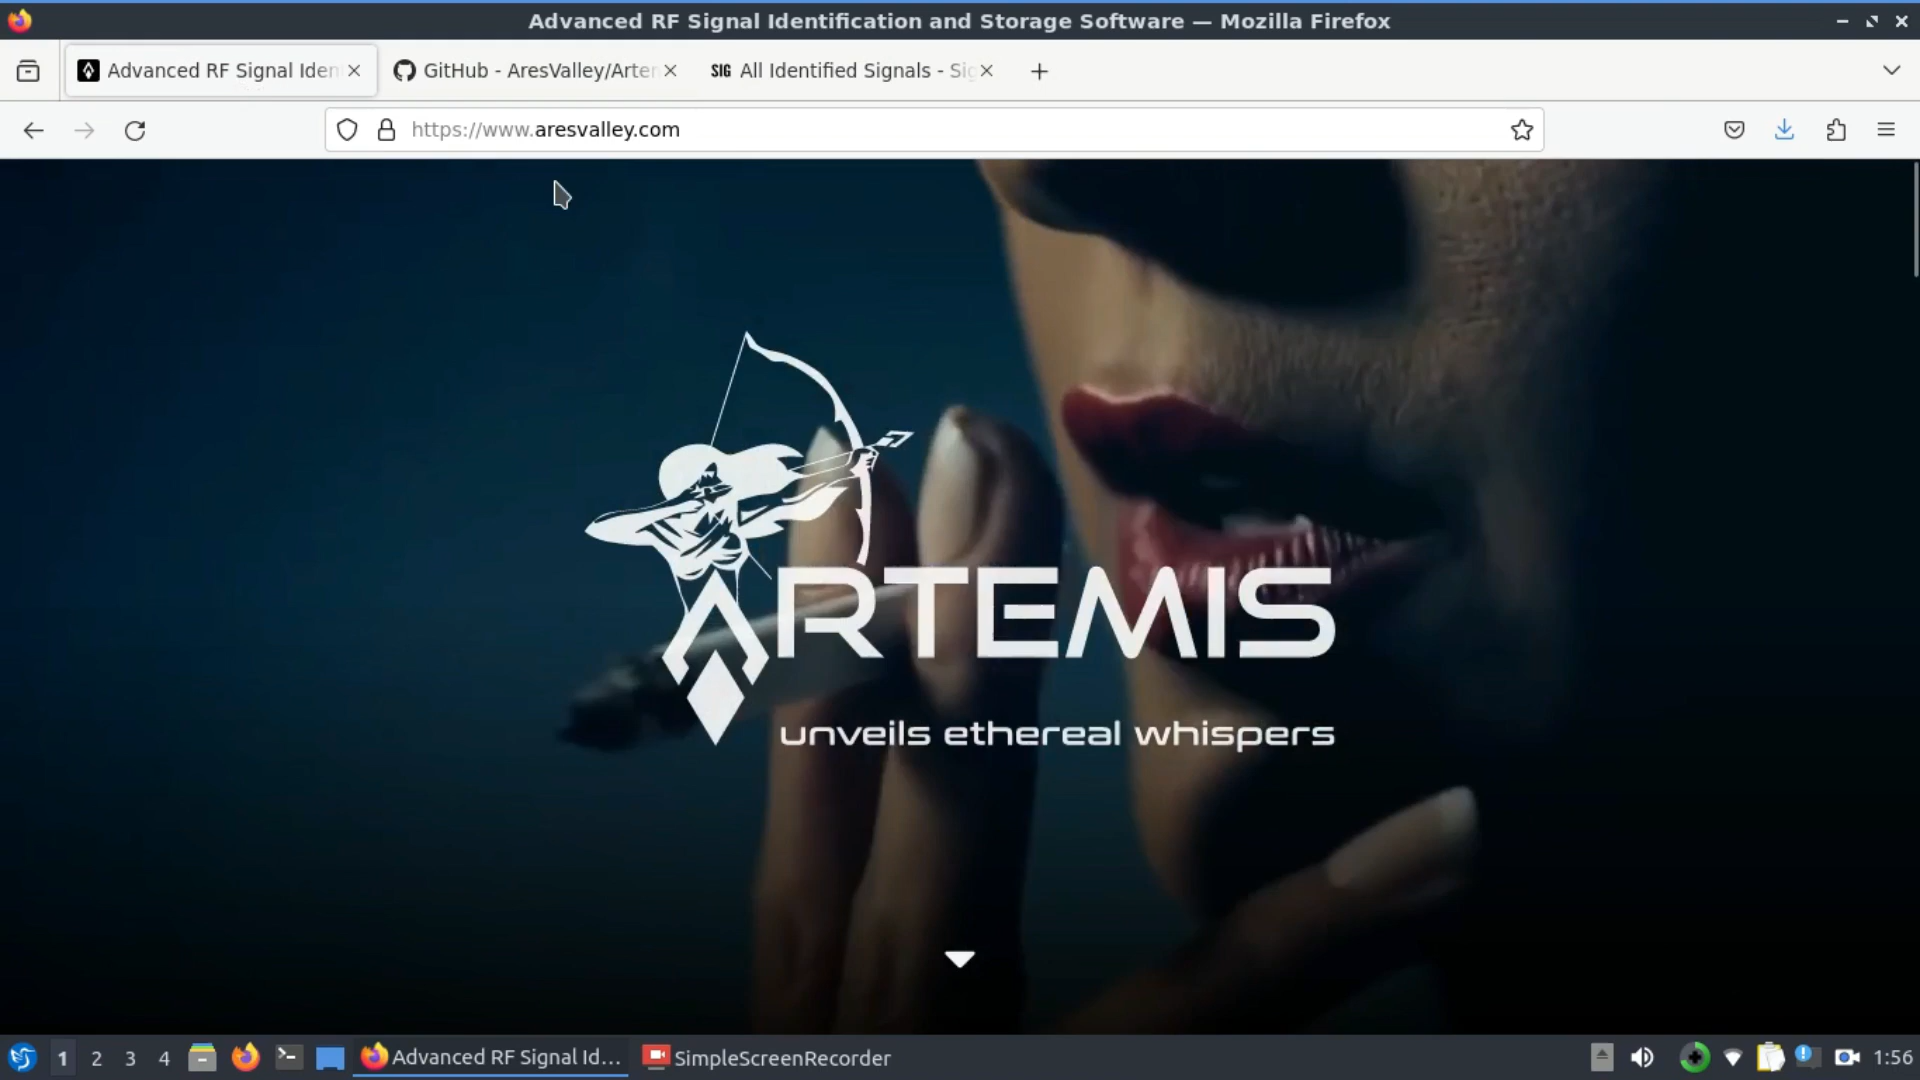 Advanced RF Signal Identification and Storage Software — Mozilla Firefox
Advanced RF Signal Iden
GitHub - AresValley/Arte
SIG All Identified Signals - Sig
https://www.aresvalley.com
ARTEMIS
unveils ethereal whispers
1 2 3 4
Advanced RF Signal Id...
SimpleScreenRecorder
1:56